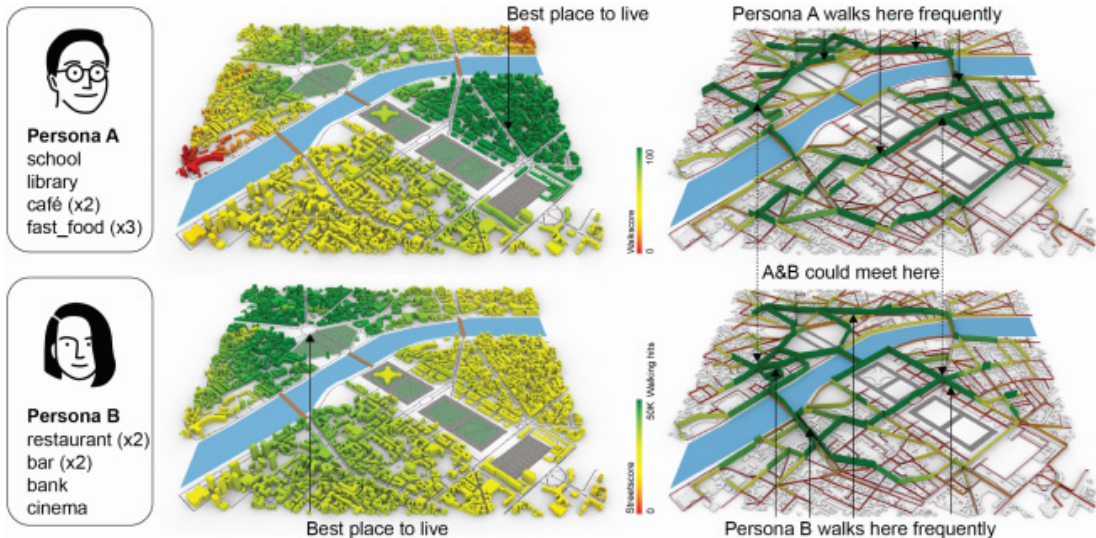 Best place to live
Persona A walks here frequently
Persona A
school
library
café (x2)
fast_food (x3)
100
Walkscore
0
A&B could meet here
Persona B
restaurant (x2)
bar (x2)
bank
cinema
50K Walking hits
Streetscore
0
Best place to live
Persona B walks here frequently